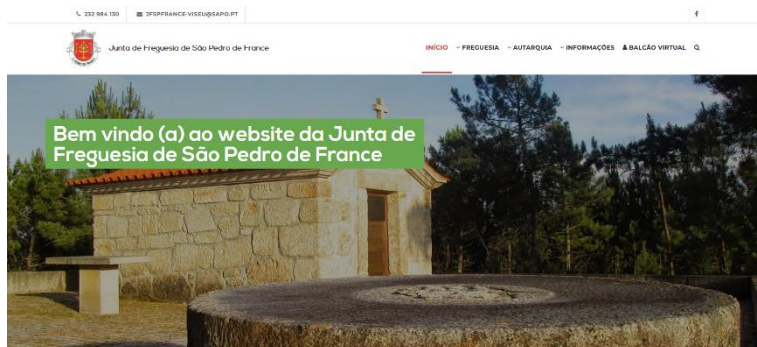 232 984 130 JFSPFRANCE-VISEU@SAPO.PT
Junta de Freguesia de São Pedro de France
INÍCIO FREGUESIA AUTARQUIA INFORMAÇÕES BALCÃO VIRTUAL
Bem vindo (a) ao website da Junta de
Freguesia de São Pedro de France